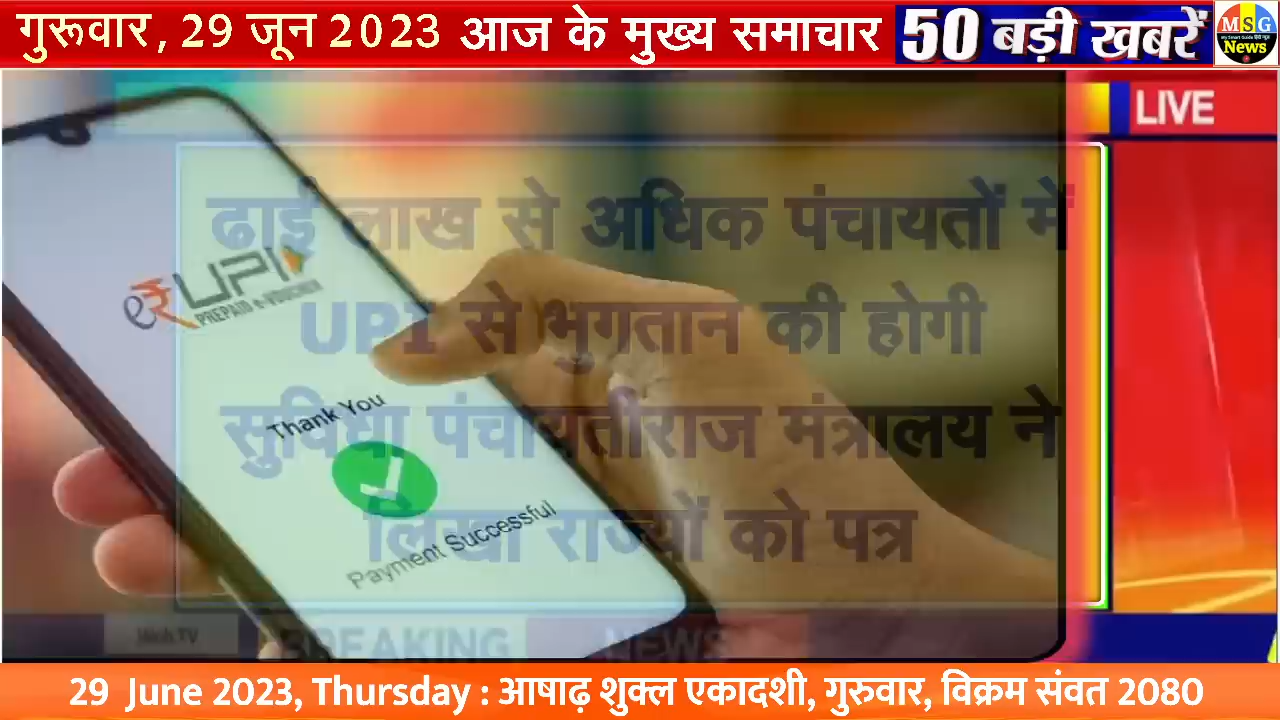 गुरूवार, 29 जून 2023 आज के मुख्य समाचार 50 बड़ी खबरें
MSG
News
LIVE
ढाई लाख से अधिक पंचायतों में
UPI से भुगतान की होगी
सुविधा पंचायतीराज मंत्रालय ने
लिखा राज्यों को पत्र
e₹UPI
PREPAID e-VOUCHER
Thank You
Payment Successful
BREAKING NEWS
29 June 2023, Thursday : आषाढ़ शुक्ल एकादशी, गुरुवार, विक्रम संवत 2080